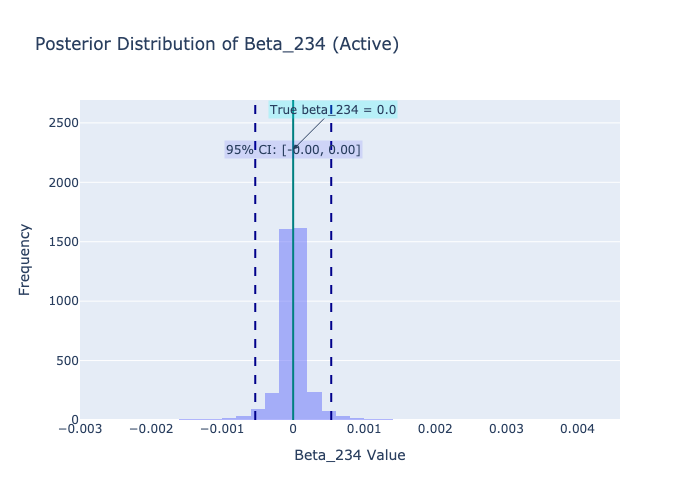 Posterior Distribution of Beta_234 (Active)
True beta_234 = 0.0
95% CI: [-0.00, 0.00]
2500
2000
1500
1000
500
0
Frequency
−0.003
−0.002
−0.001
0
0.001
0.002
0.003
0.004
Beta_234 Value